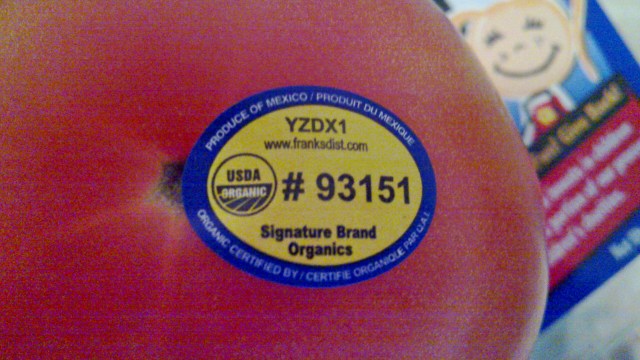 PRODUCE OF MEXICO / PRODUIT DU MEXIQUE
YZDX1
www.franksdist.com
USDA
ORGANIC
# 93151
Signature Brand
Organics
ORGANIC CERTIFIED BY / CERTIFIE ORGANIQUE PAR Q.A.I.